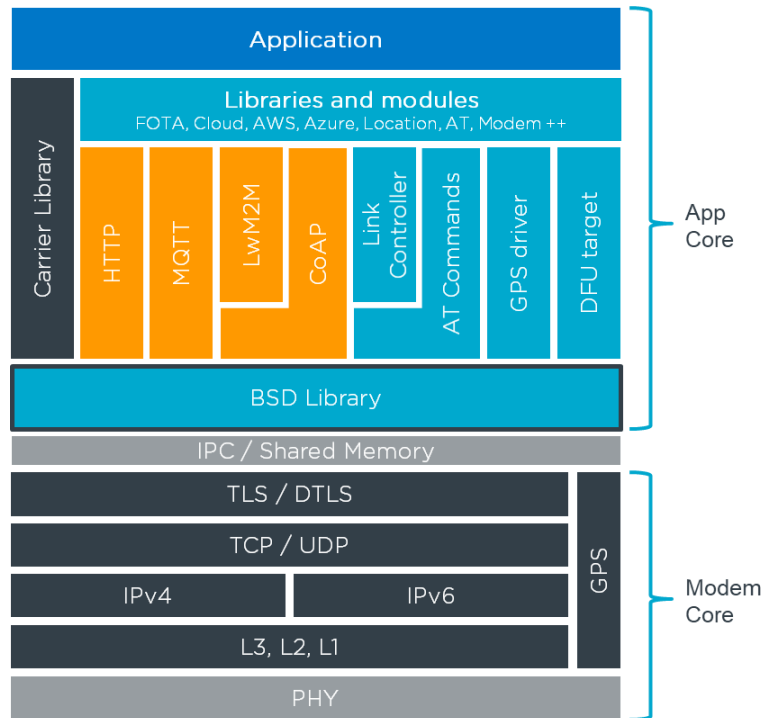 Application
Carrier Library
Libraries and modules
FOTA, Cloud, AWS, Azure, Location, AT, Modem ++
HTTP
MQTT
LwM2M
CoAP
Link
Controller
AT Commands
GPS driver
DFU target
App
Core
BSD Library
IPC / Shared Memory
TLS / DTLS
TCP / UDP
IPv4
IPv6
L3, L2, L1
GPS
Modem
Core
PHY